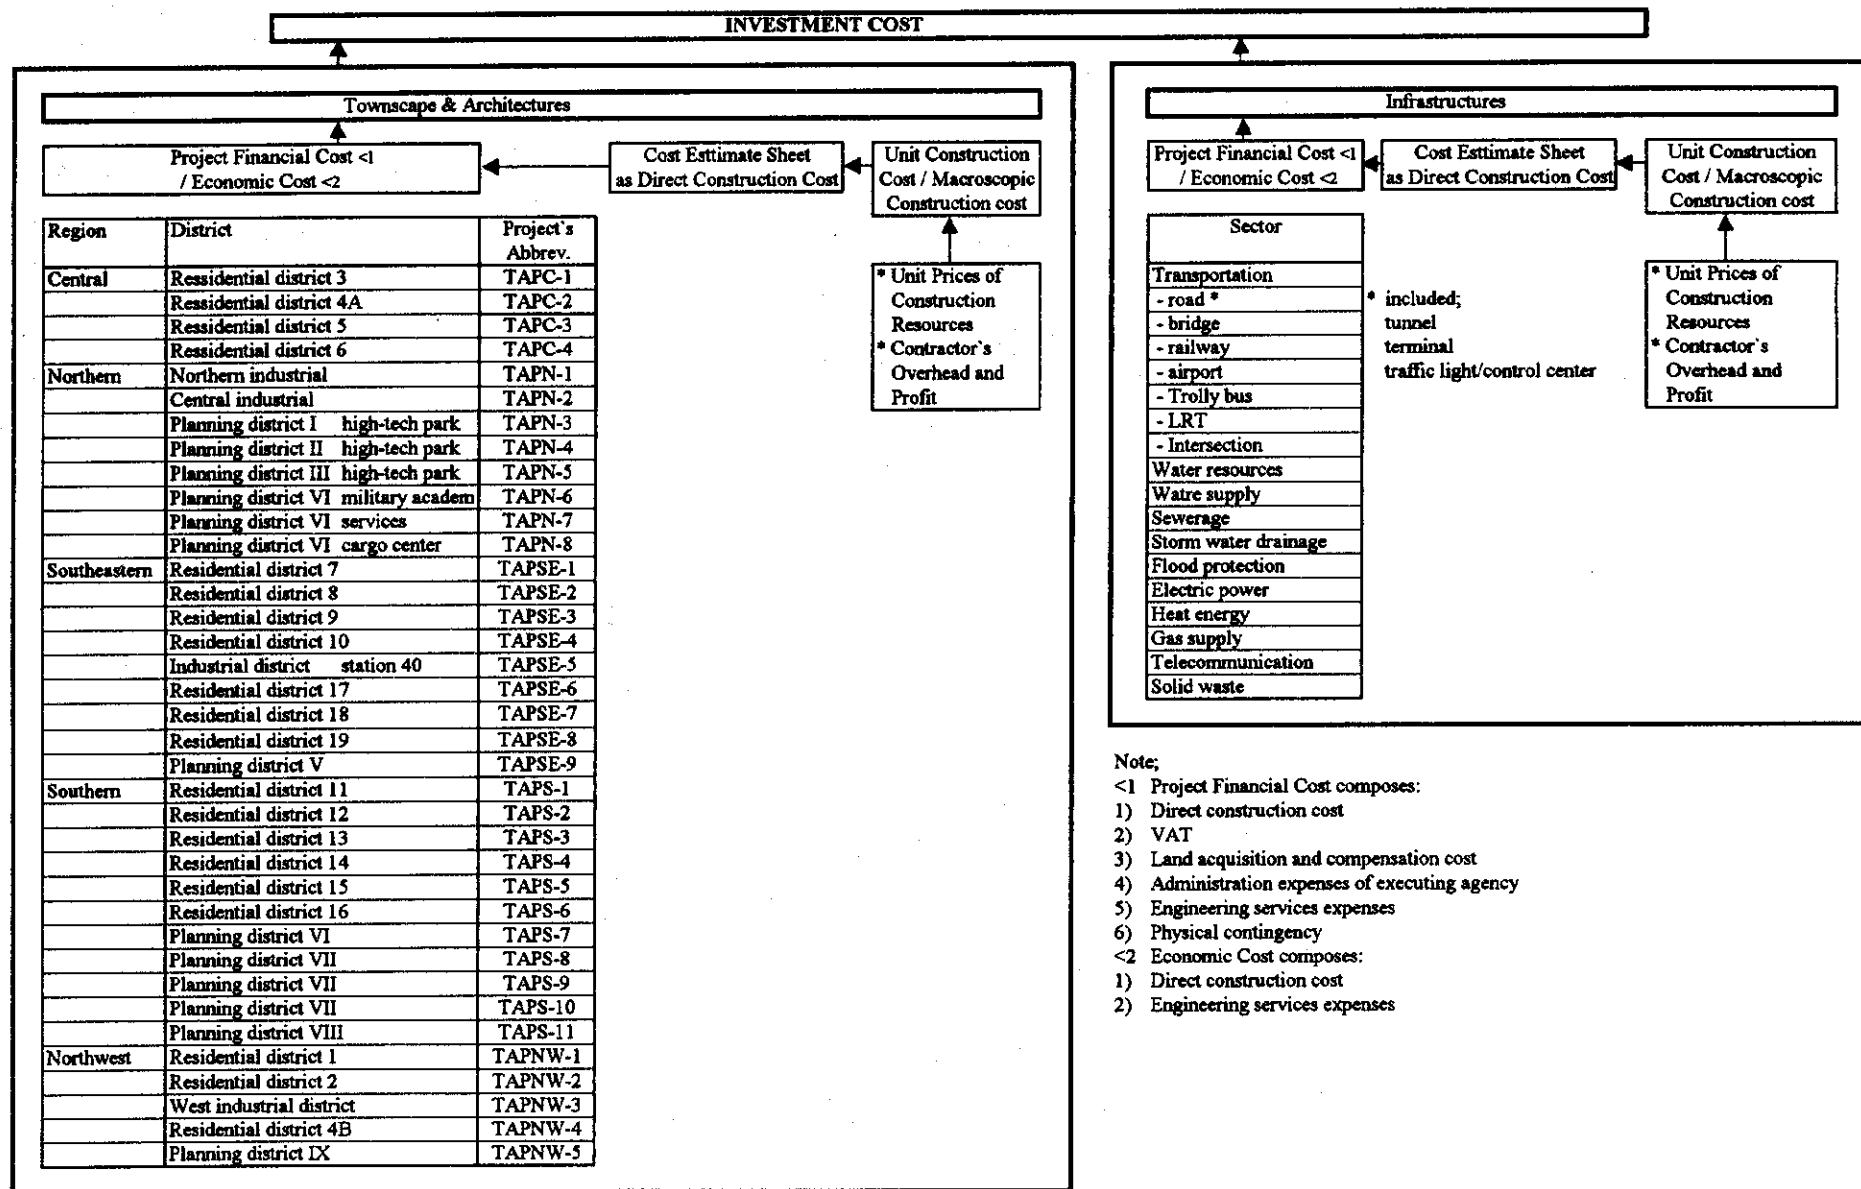 INVESTMENT COST
Townscape & Architectures
Project Financial Cost <1
/ Economic Cost <2
Cost Esttimate Sheet
as Direct Construction Cost
Unit Construction
Cost / Macroscopic
Construction cost
* Unit Prices of
Construction
Resources
* Contractor`s
Overhead and
Profit
Region District Project`s
Abbrev.
Central Ressidential district 3 TAPC-1
Ressidential district 4A TAPC-2
Ressidential district 5 TAPC-3
Ressidential district 6 TAPC-4
Northern Northern industrial TAPN-1
Central industrial TAPN-2
Planning district I high-tech park TAPN-3
Planning district II high-tech park TAPN-4
Planning district III high-tech park TAPN-5
Planning district VI military academ TAPN-6
Planning district VI services TAPN-7
Planning district VI cargo center TAPN-8
Southeastern Residential district 7 TAPSE-1
Residential district 8 TAPSE-2
Residential district 9 TAPSE-3
Residential district 10 TAPSE-4
Industrial district station 40 TAPSE-5
Residential district 17 TAPSE-6
Residential district 18 TAPSE-7
Residential district 19 TAPSE-8
Planning district V TAPSE-9
Southern Residential district 11 TAPS-1
Residential district 12 TAPS-2
Residential district 13 TAPS-3
Residential district 14 TAPS-4
Residential district 15 TAPS-5
Residential district 16 TAPS-6
Planning district VI TAPS-7
Planning district VII TAPS-8
Planning district VII TAPS-9
Planning district VII TAPS-10
Planning district VIII TAPS-11
Northwest Residential district 1 TAPNW-1
Residential district 2 TAPNW-2
West industrial district TAPNW-3
Residential district 4B TAPNW-4
Planning district IX TAPNW-5
Infrastructures
Project Financial Cost <1
/ Economic Cost <2
Cost Esttimate Sheet
as Direct Construction Cost
Unit Construction
Cost / Macroscopic
Construction cost
* Unit Prices of
Construction
Resources
* Contractor`s
Overhead and
Profit
Sector
Transportation
- road *
- bridge
- railway
- airport
- Trolly bus
- LRT
- Intersection
Water resources
Watre supply
Sewerage
Storm water drainage
Flood protection
Electric power
Heat energy
Gas supply
Telecommunication
Solid waste
* included;
tunnel
terminal
traffic light/control center
Note;
<1 Project Financial Cost composes:
1) Direct construction cost
2) VAT
3) Land acquisition and compensation cost
4) Administration expenses of executing agency
5) Engineering services expenses
6) Physical contingency
<2 Economic Cost composes:
1) Direct construction cost
2) Engineering services expenses